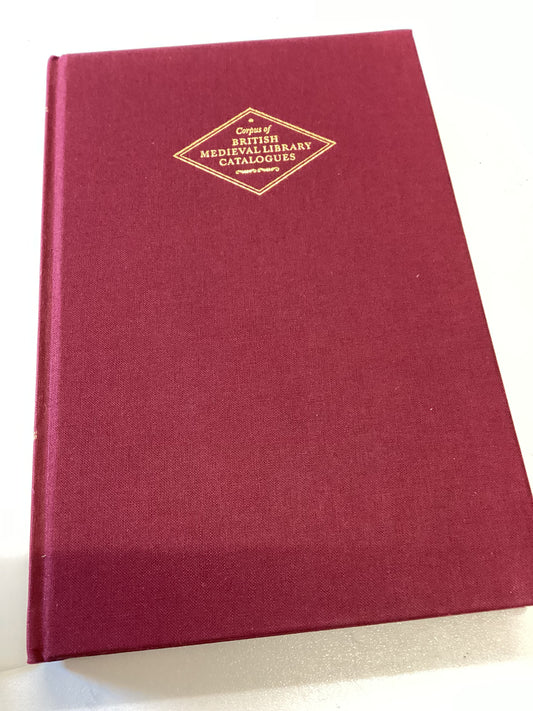 Corpus of
BRITISH
MEDIEVAL LIBRARY
CATALOGUES